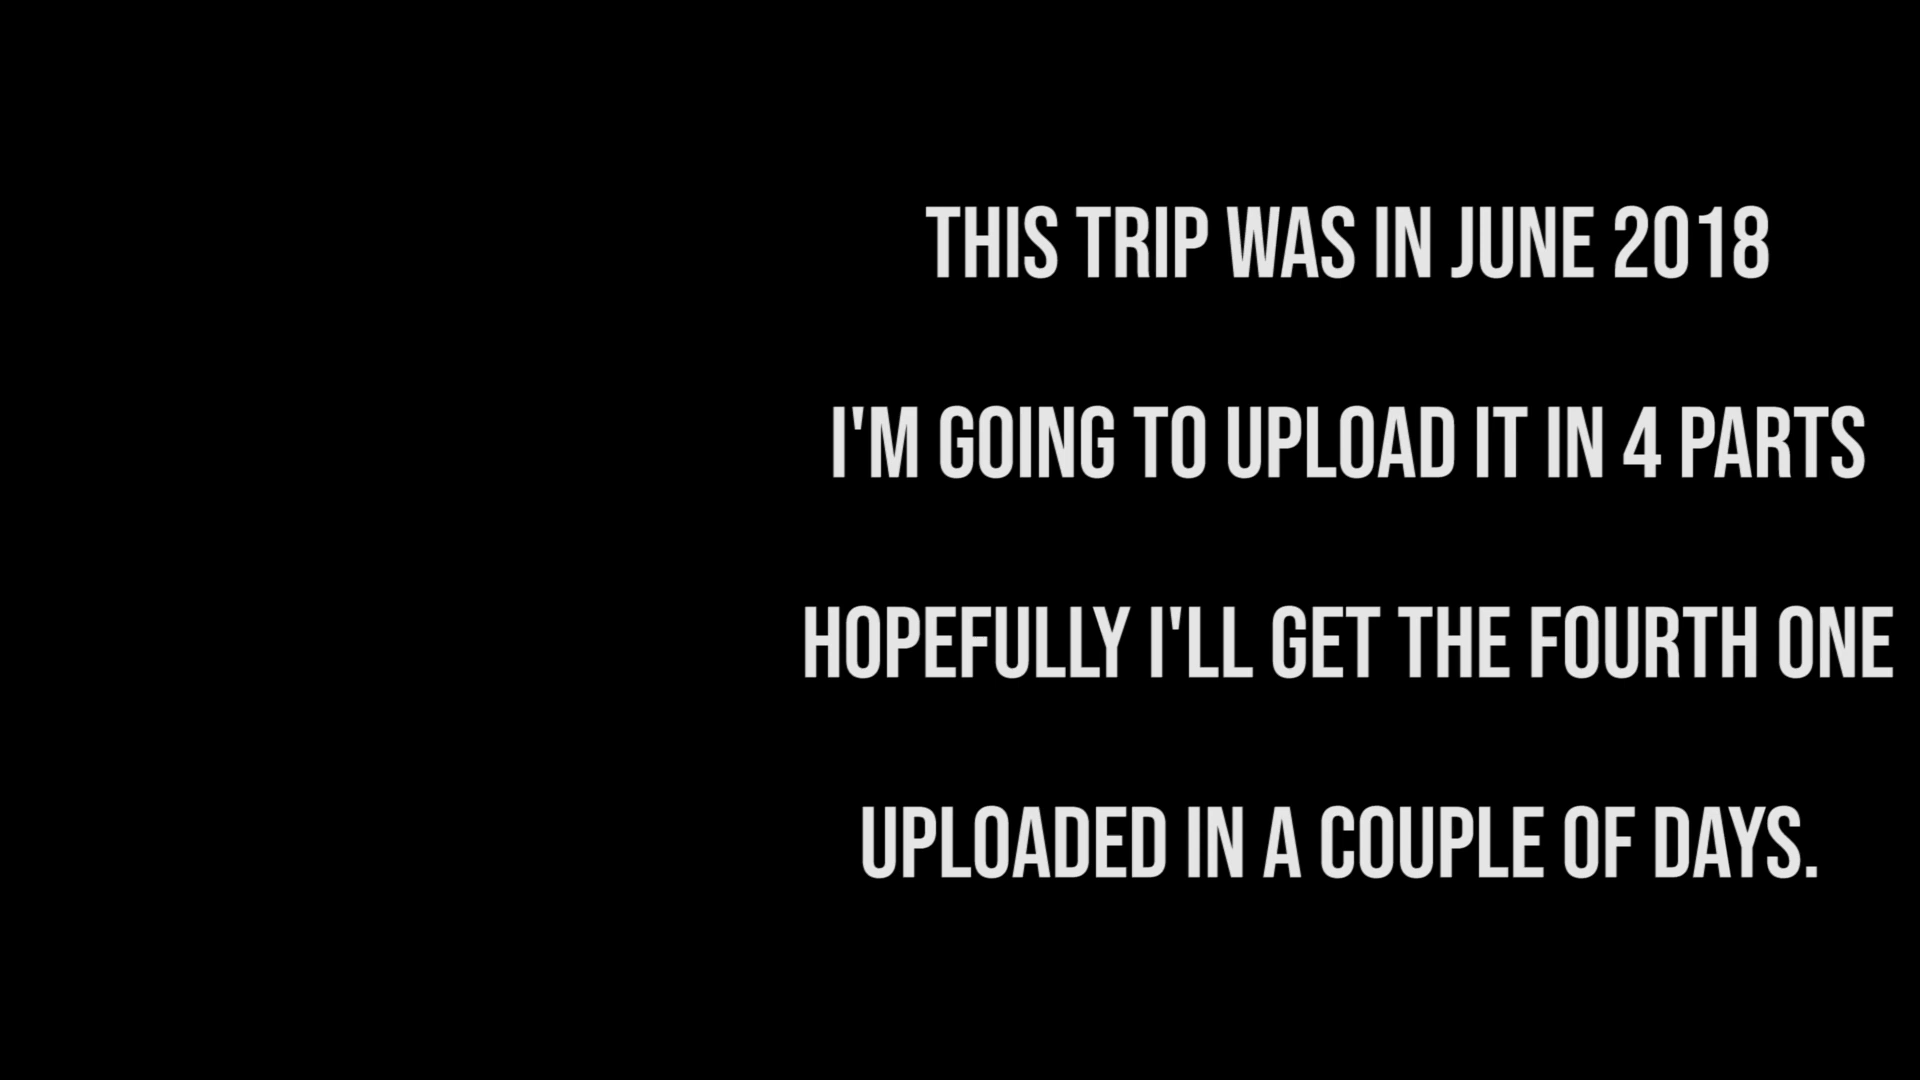 THIS TRIP WAS IN JUNE 2018
I'M GOING TO UPLOAD IT IN 4 PARTS
HOPEFULLY I'LL GET THE FOURTH ONE
UPLOADED IN A COUPLE OF DAYS.